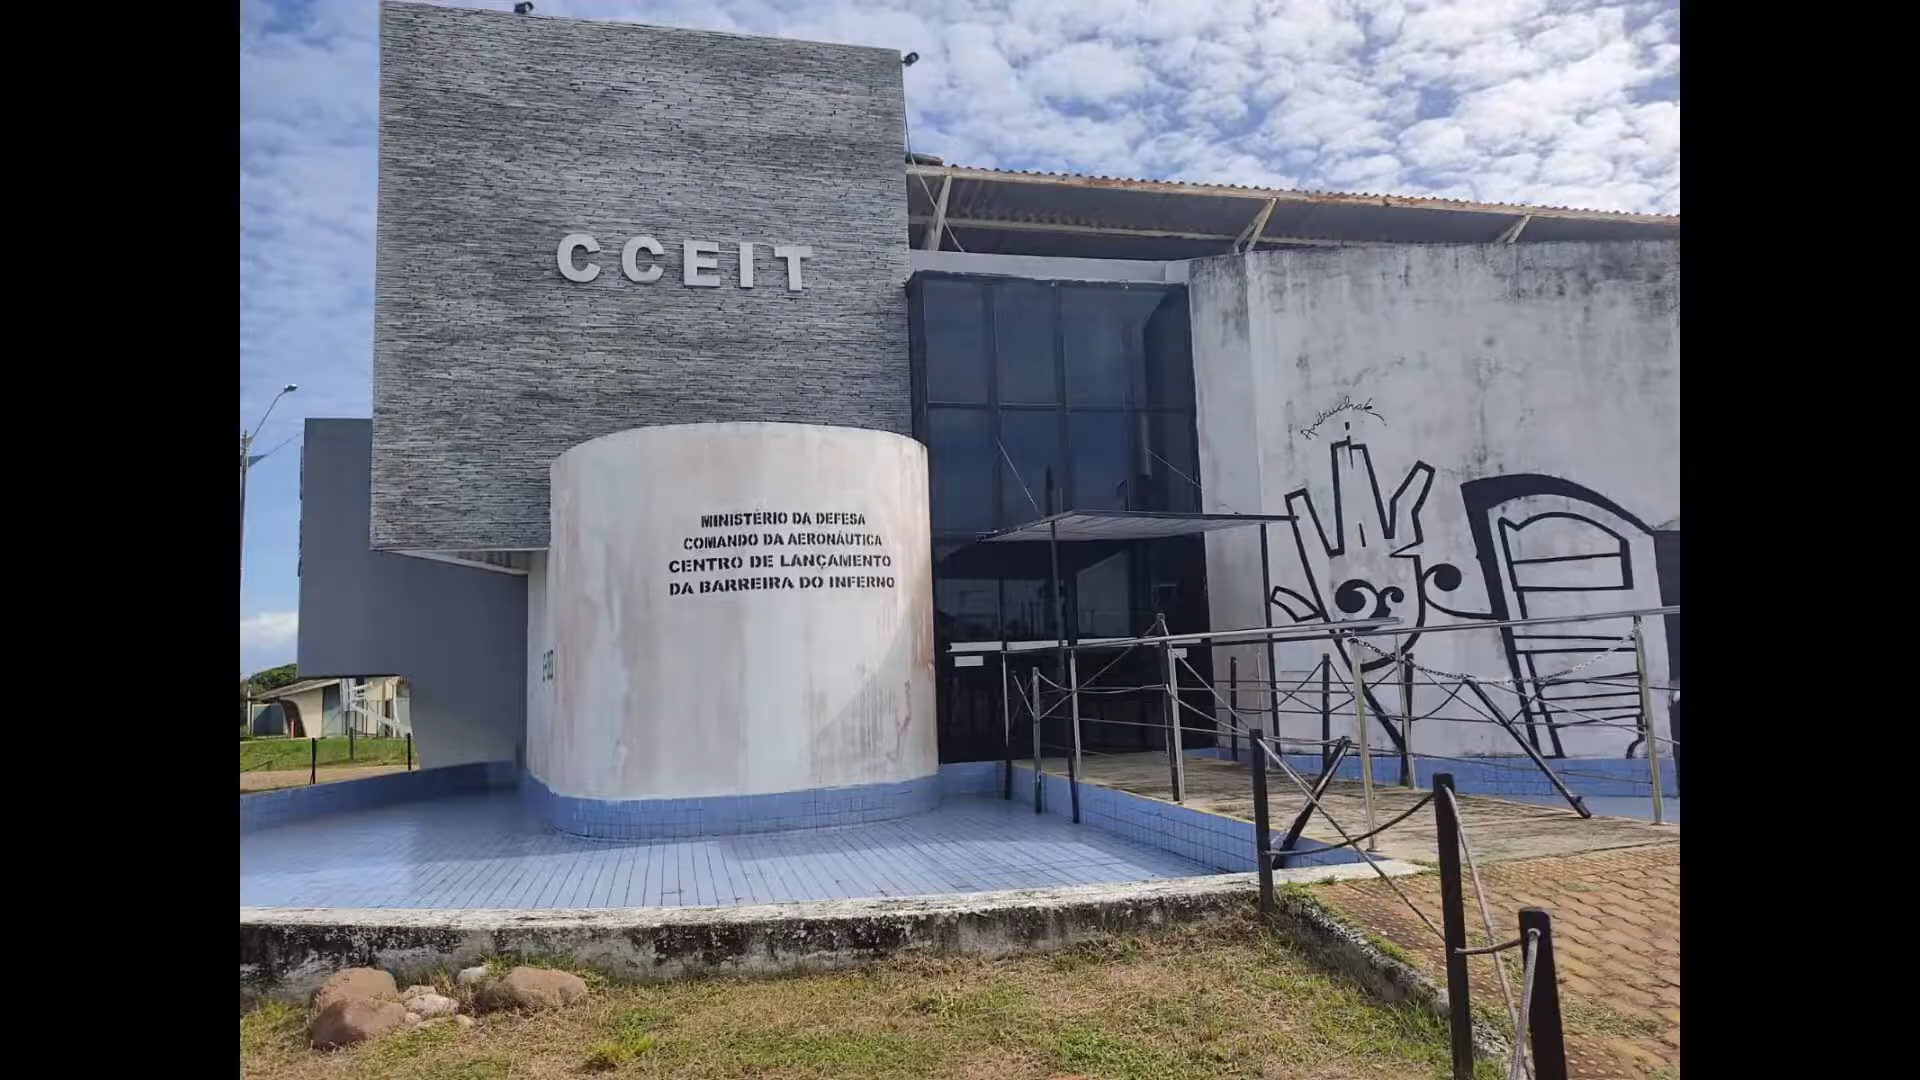 CCEIT
MINISTÉRIO DA DEFESA
COMANDO DA AERONÁUTICA
CENTRO DE LANÇAMENTO
DA BARREIRA DO INFERNO